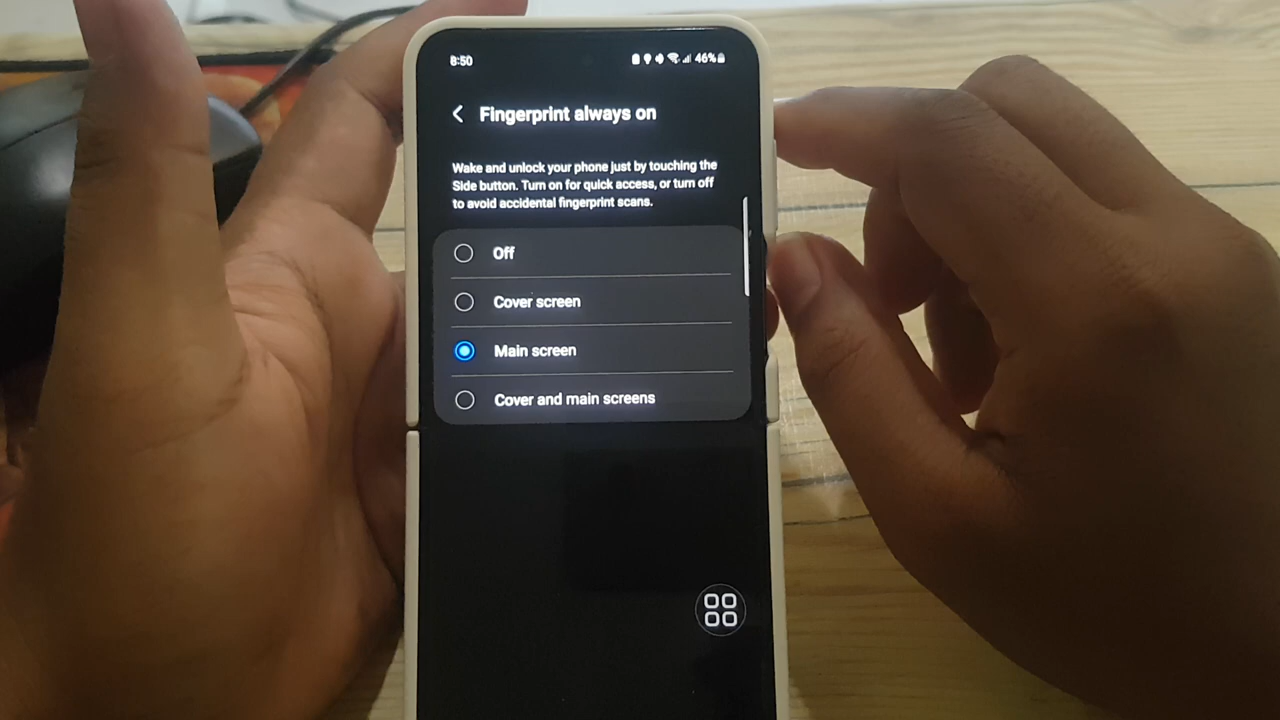 8:50
46%
Fingerprint always on
Wake and unlock your phone just by touching the
Side button. Turn on for quick access, or turn off
to avoid accidental fingerprint scans.
Off
Cover screen
Main screen
Cover and main screens